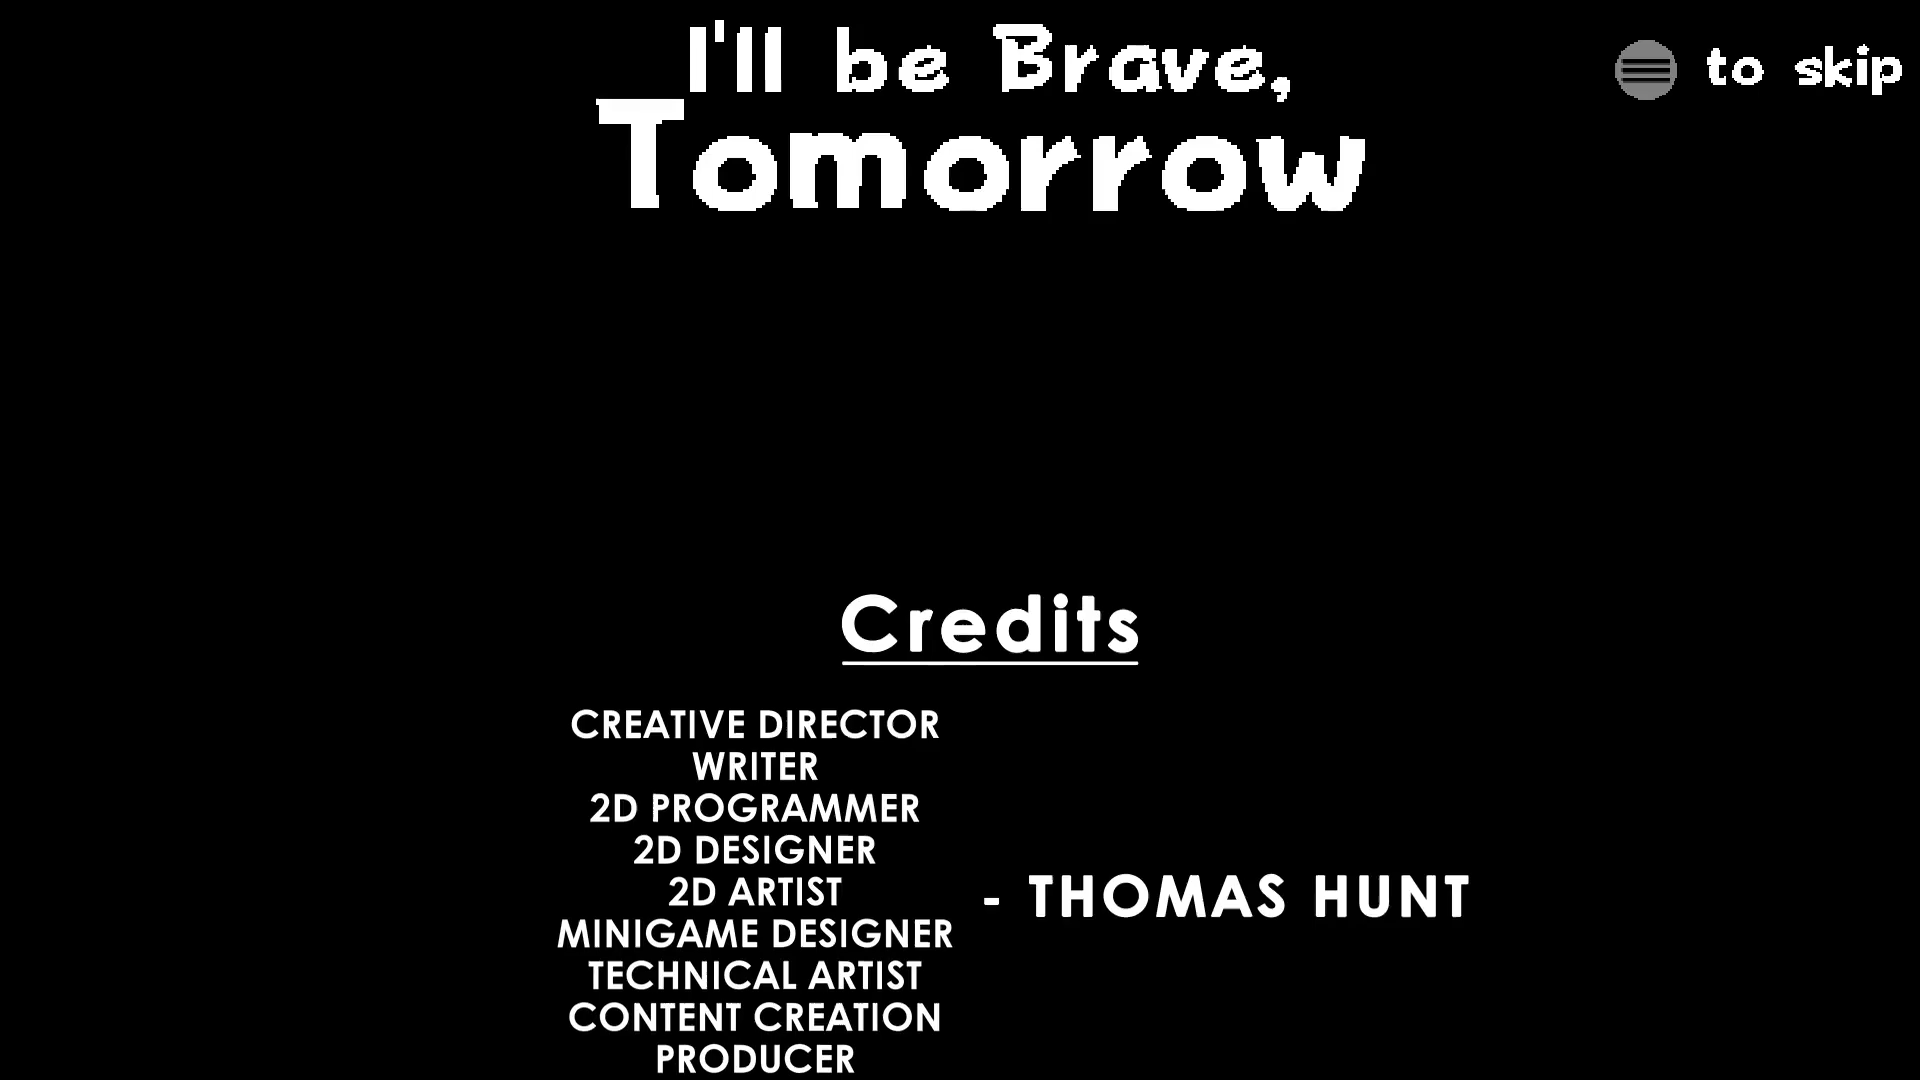 I'll be Brave,
Tomorrow
to skip
Credits
CREATIVE DIRECTOR
WRITER
2D PROGRAMMER
2D DESIGNER
2D ARTIST
- THOMAS HUNT
MINIGAME DESIGNER
TECHNICAL ARTIST
CONTENT CREATION
PRODUCER